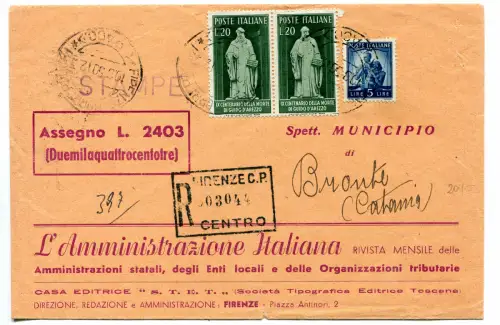 STAMPE
POSTE ITALIANE
L.20
IX CENTENARIO DELLA MORTE
DI GUIDO D'AREZZO
POSTE ITALIANE
L.20
IX CENTENARIO DELLA MORTE
DI GUIDO D'AREZZO
POSTE ITALIANE
LIRE 5 LIRE
Assegno L. 2403
(Duemilaquattrocentotre)
Spett. MUNICIPIO
di
Bronte
(Catania)
397
R
FIRENZE C.P.
CENTRO
L'Amministrazione Italiana RIVISTA MENSILE delle
Amministrazioni statali, degli Enti locali e delle Organizzazioni tributarie
CASA EDITRICE "S. T. E. T." (Società Tipografica Editrice Toscana)
DIREZIONE, REDAZIONE e AMMINISTRAZIONE: FIRENZE - Piazza Antinori, 2